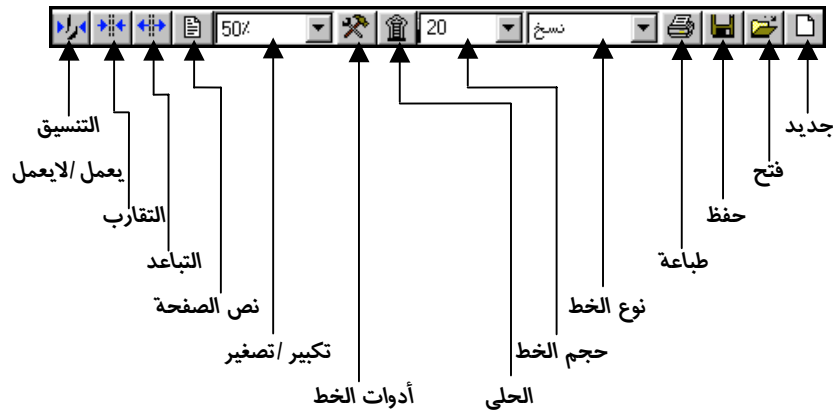 نسخ
20
50%
جديد
التنسيق
يعمل /لايعمل
فتح
التقارب
حفظ
التباعد
طباعة
نص الصفحة
نوع الخط
تكبير /تصغير
حجم الخط
أدوات الخط
الحلى